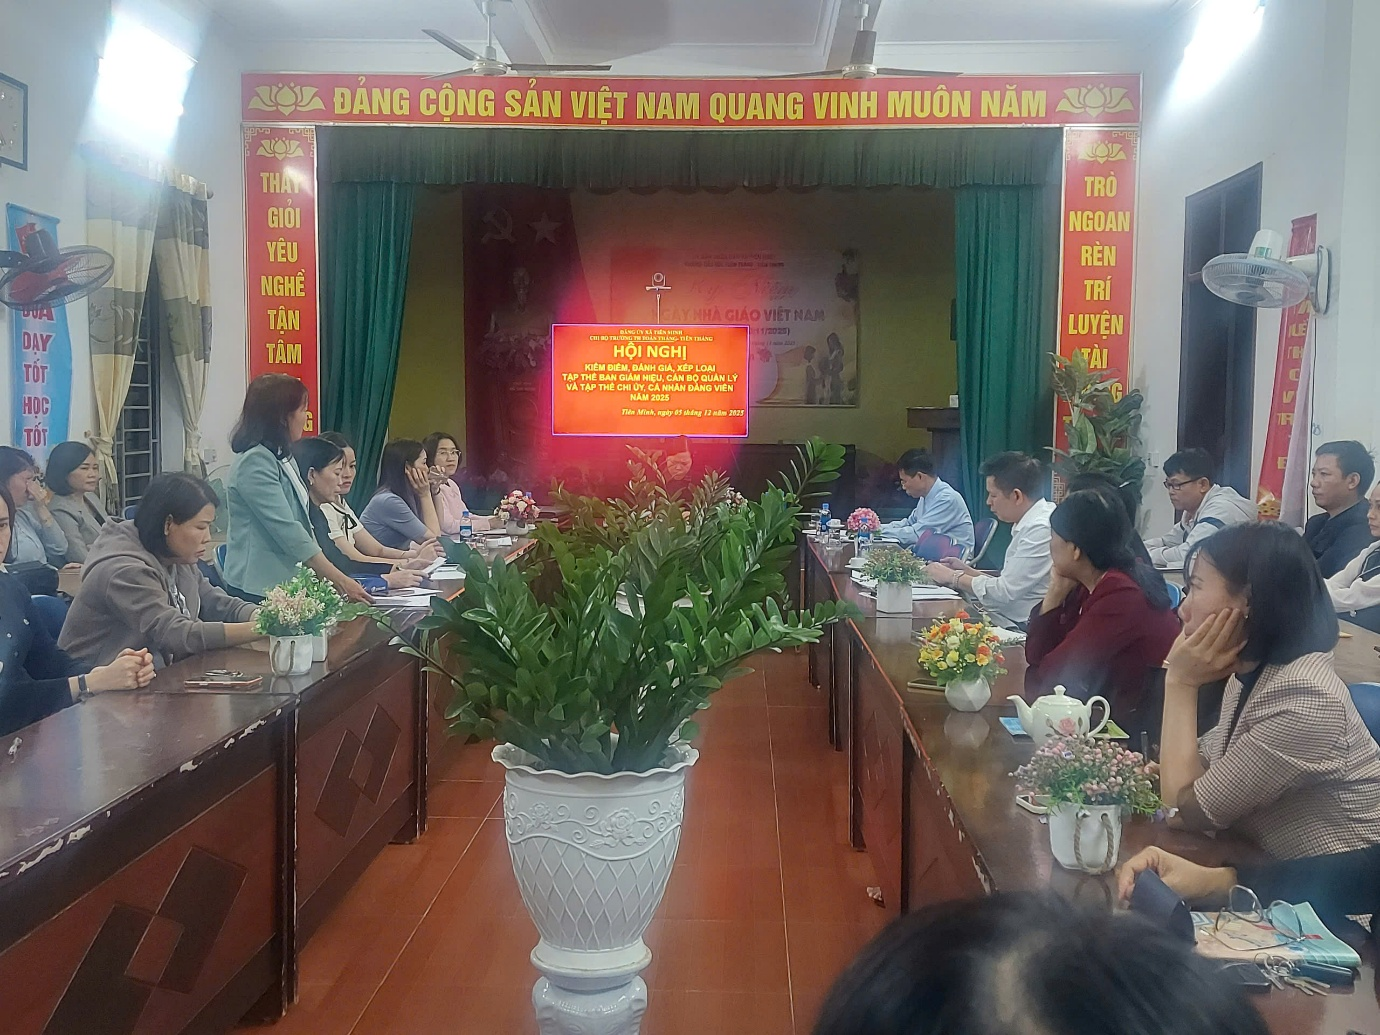 ĐẢNG CỘNG SẢN VIỆT NAM QUANG VINH MUÔN NĂM
THẦY
GIỎI
YÊU
NGHỀ
TẬN
TÂM
TRÒ
NGOAN
RÈN
TRÍ
LUYỆN
TÀI
DẠY
TỐT
HỌC
TỐT
NGÀY NHÀ GIÁO VIỆT NAM
ĐẢNG ỦY XÃ TIÊN MINH
CHI BỘ TRƯỜNG TH TOÀN THẮNG- TIÊN THẮNG
HỘI NGHỊ
KIỂM ĐIỂM, ĐÁNH GIÁ, XẾP LOẠI
TẬP THỂ BAN GIÁM HIỆU, CÁN BỘ QUẢN LÝ
VÀ TẬP THỂ CHI ỦY, CÁ NHÂN ĐẢNG VIÊN
NĂM 2025
Tiên Minh, ngày 05 tháng 12 năm 2025